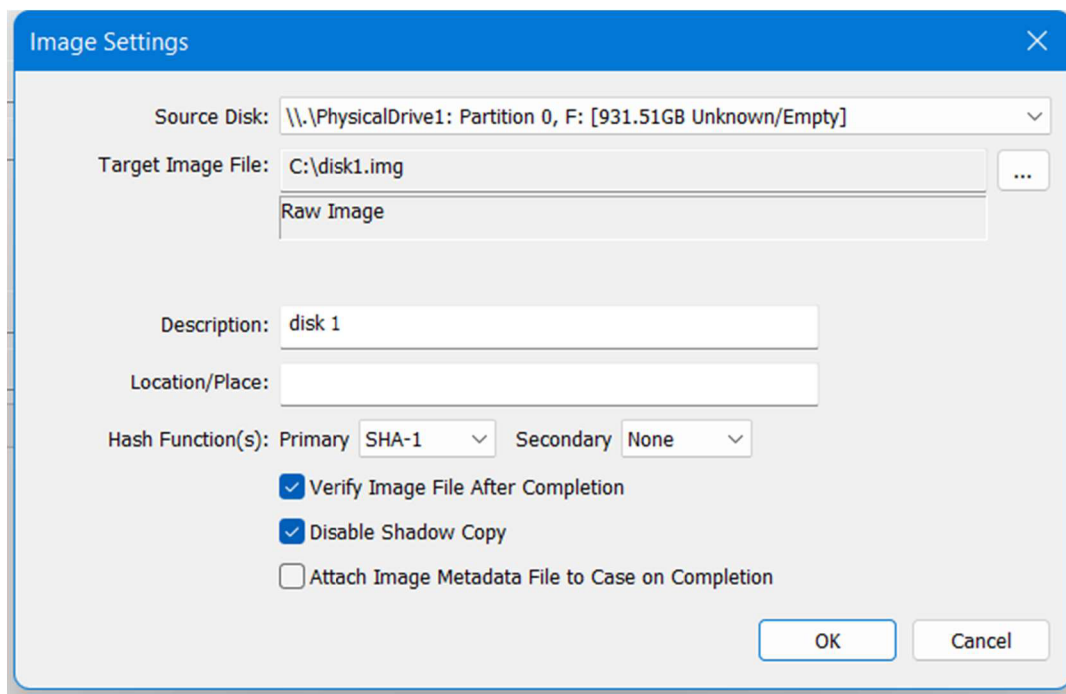 Image Settings
Source Disk: \\.\PhysicalDrive1: Partition 0, F: [931.51GB Unknown/Empty]
Target Image File: C:\disk1.img ...
Raw Image
Description: disk 1
Location/Place:
Hash Function(s): Primary SHA-1 Secondary None
Verify Image File After Completion
Disable Shadow Copy
Attach Image Metadata File to Case on Completion
OK Cancel